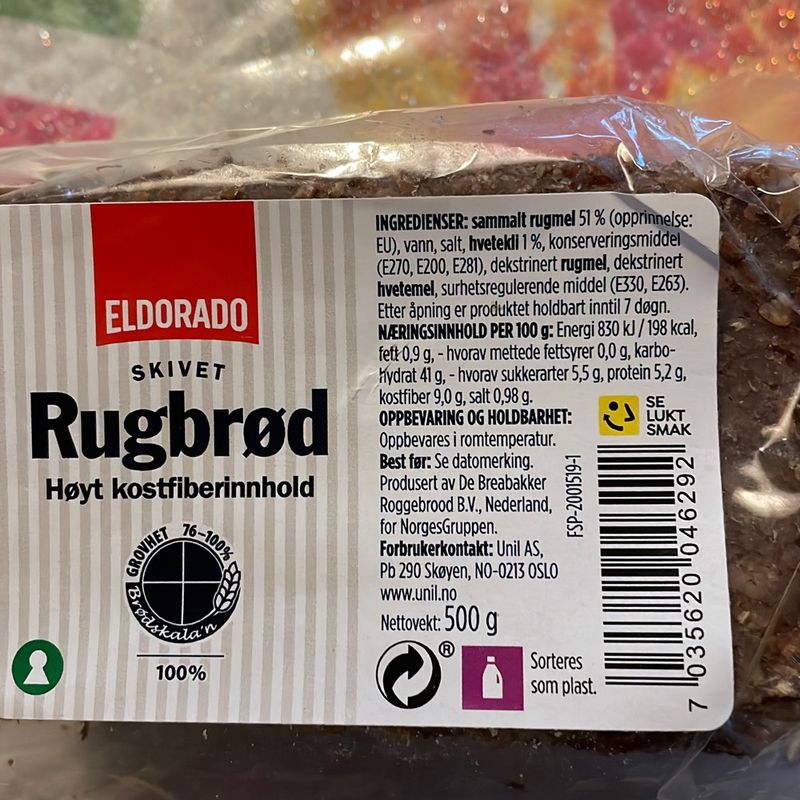 ELDORADO
SKIVET
Rugbrød
Høyt kostfiberinnhold
GROVHET 76-100%
Brødskala'n
100%
INGREDIENSER: sammalt rugmel 51 % (opprinnelse:
EU), vann, salt, hvetekli 1 %, konserveringsmiddel
(E270, E200, E281), dekstrinert rugmel, dekstrinert
hvetemel, surhetsregulerende middel (E330, E263).
Etter åpning er produktet holdbart inntil 7 døgn.
NÆRINGSINNHOLD PER 100 g: Energi 830 kJ / 198 kcal,
fett 0,9 g, - hvorav mettede fettsyrer 0,0 g, karbo-
hydrat 41 g, - hvorav sukkerarter 5,5 g, protein 5,2 g,
kostfiber 9,0 g, salt 0,98 g.
OPPBEVARING OG HOLDBARHET:
Oppbevares i romtemperatur.
Best før: Se datomerking.
Produsert av De Breabakker
Roggebrood B.V., Nederland,
for NorgesGruppen.
Forbrukerkontakt: Unil AS,
Pb 290 Skøyen, NO-0213 OSLO
www.unil.no
Nettovekt: 500 g
®
Sorteres
som plast.
SE
LUKT
SMAK
FSP-2001519-1
7 035620 046292